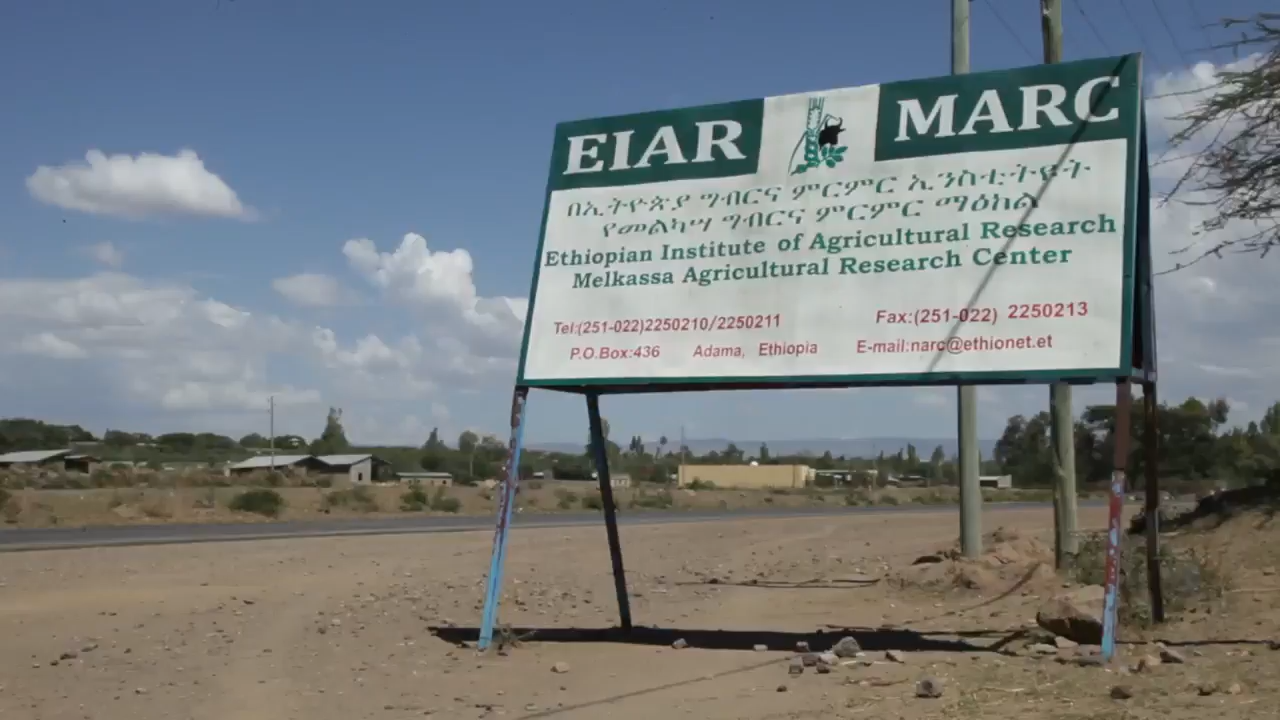 EIAR MARC
በኢትዮጵያ ግብርና ምርምር ኢንስቲትዩት
የመልካሣ ግብርና ምርምር ማዕከል
Ethiopian Institute of Agricultural Research
Melkassa Agricultural Research Center
Tel:(251-022)2250210/2250211 Fax:(251-022) 2250213
P.O.Box:436 Adama, Ethiopia E-mail:narc@ethionet.et